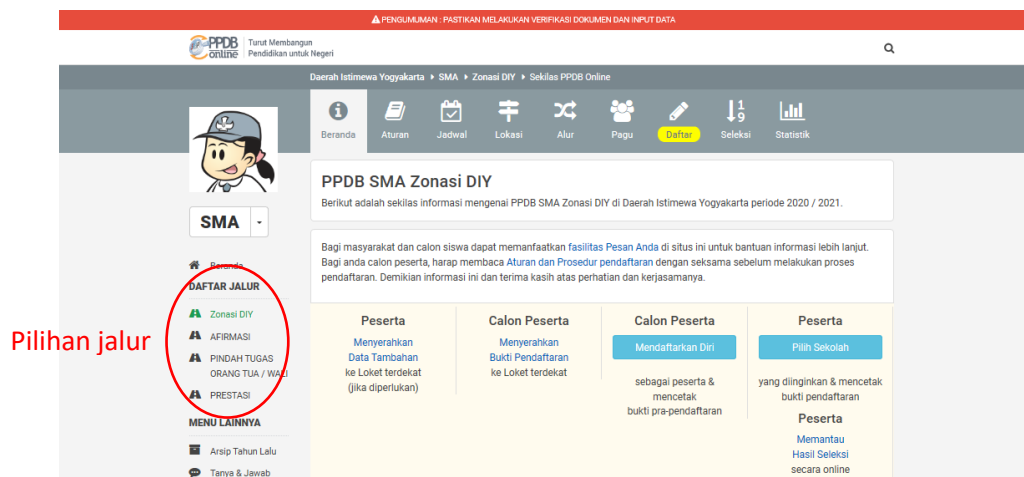 PENGUMUMAN : PASTIKAN MELAKUKAN VERIFIKASI DOKUMEN DAN INPUT DATA
PPDB online
Turut Membangun
Pendidikan untuk Negeri
Daerah Istimewa Yogyakarta SMA Zonasi DIY Sekilas PPDB Online
Beranda Aturan Jadwal Lokasi Alur Pagu Daftar Seleksi Statistik
PPDB SMA Zonasi DIY
Berikut adalah sekilas informasi mengenai PPDB SMA Zonasi DIY di Daerah Istimewa Yogyakarta periode 2020 / 2021.
SMA
Bagi masyarakat dan calon siswa dapat memanfaatkan fasilitas Pesan Anda di situs ini untuk bantuan informasi lebih lanjut.
Bagi anda calon peserta, harap membaca Aturan dan Prosedur pendaftaran dengan seksama sebelum melakukan proses
pendaftaran. Demikian informasi ini dan terima kasih atas perhatian dan kerjasamanya.
Beranda
DAFTAR JALUR
Zonasi DIY
AFIRMASI
PINDAH TUGAS
ORANG TUA / WALI
PRESTASI
MENU LAINNYA
Arsip Tahun Lalu
Tanya & Jawab
Pilihan jalur
Peserta
Menyerahkan
Data Tambahan
ke Loket terdekat
(jika diperlukan)
Calon Peserta
Menyerahkan
Bukti Pendaftaran
ke Loket terdekat
Calon Peserta
Mendaftarkan Diri
sebagai peserta &
mencetak
bukti pra-pendaftaran
Peserta
Pilih Sekolah
yang diinginkan & mencetak
bukti pendaftaran
Peserta
Memantau
Hasil Seleksi
secara online